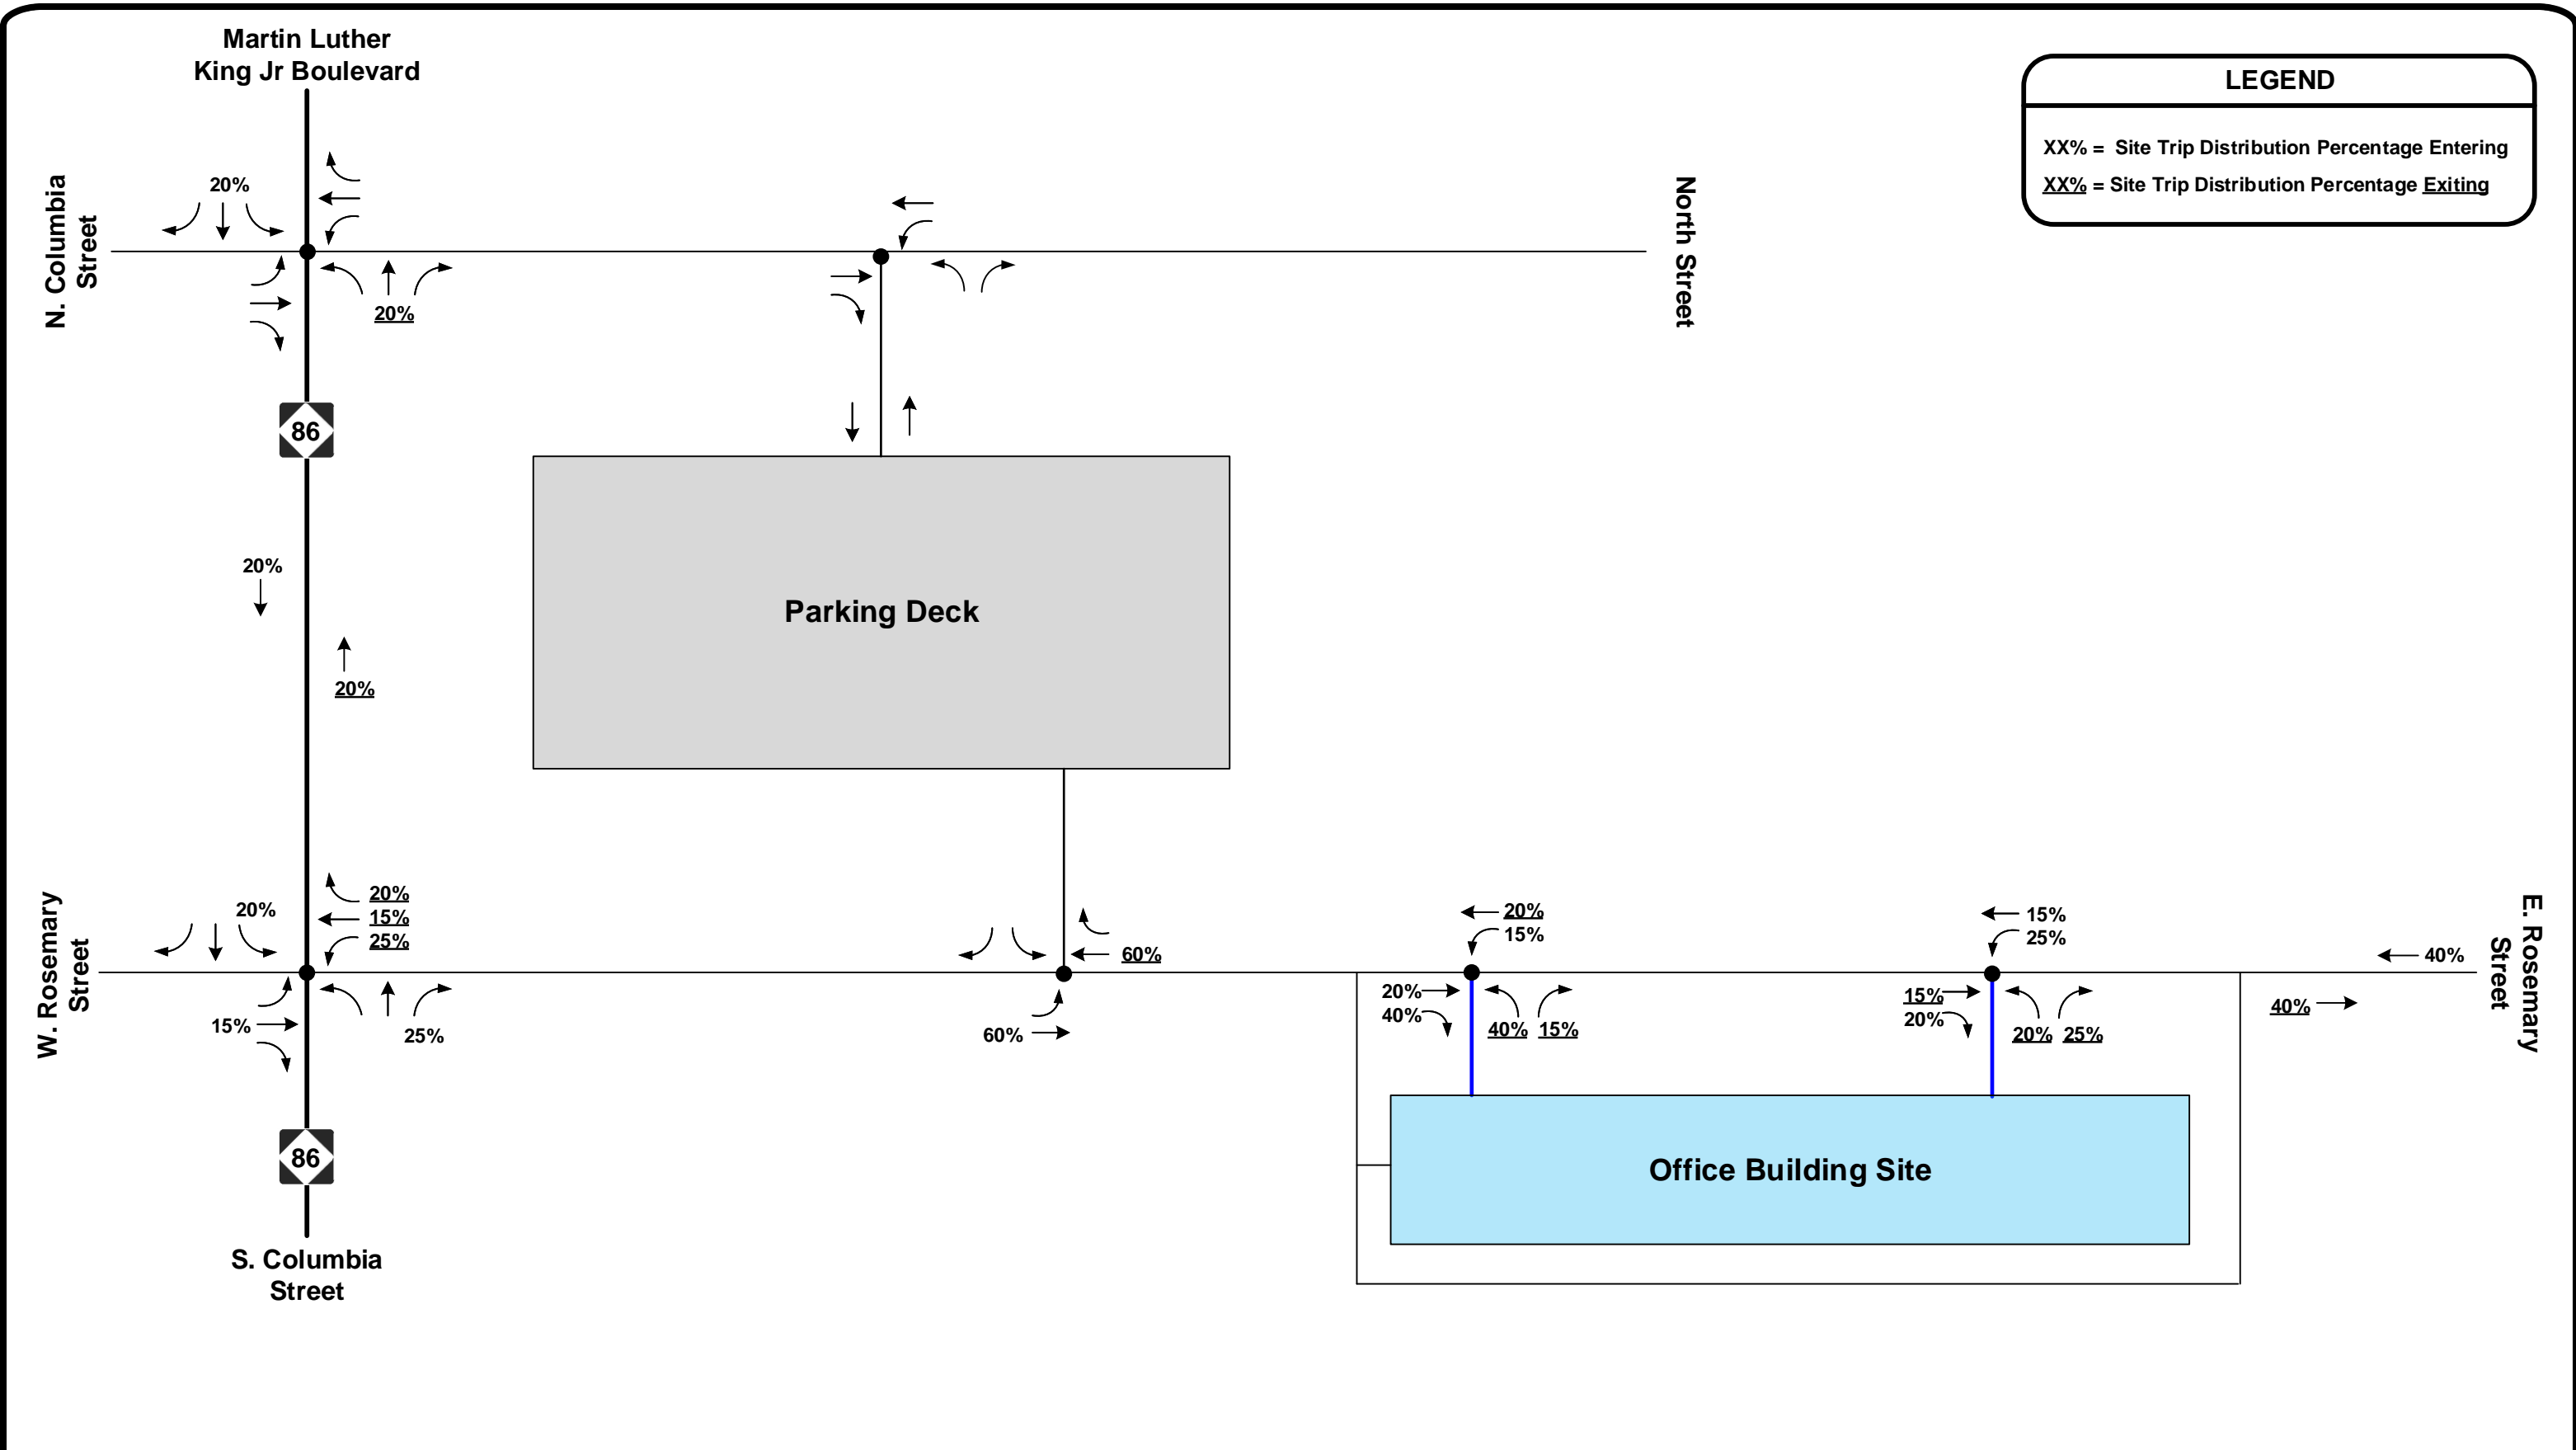 Martin Luther
King Jr Boulevard
LEGEND
XX% = Site Trip Distribution Percentage Entering
XX% = Site Trip Distribution Percentage Exiting
N. Columbia
Street
20%
20%
North Street
86
20%
20%
Parking Deck
W. Rosemary
Street
20%
20%
15%
25%
15%
25%
60%
60%
20%
15%
20%
40%
40% 15%
15%
25%
15%
20%
20% 25%
40%
40%
E. Rosemary
Street
86
Office Building Site
S. Columbia
Street